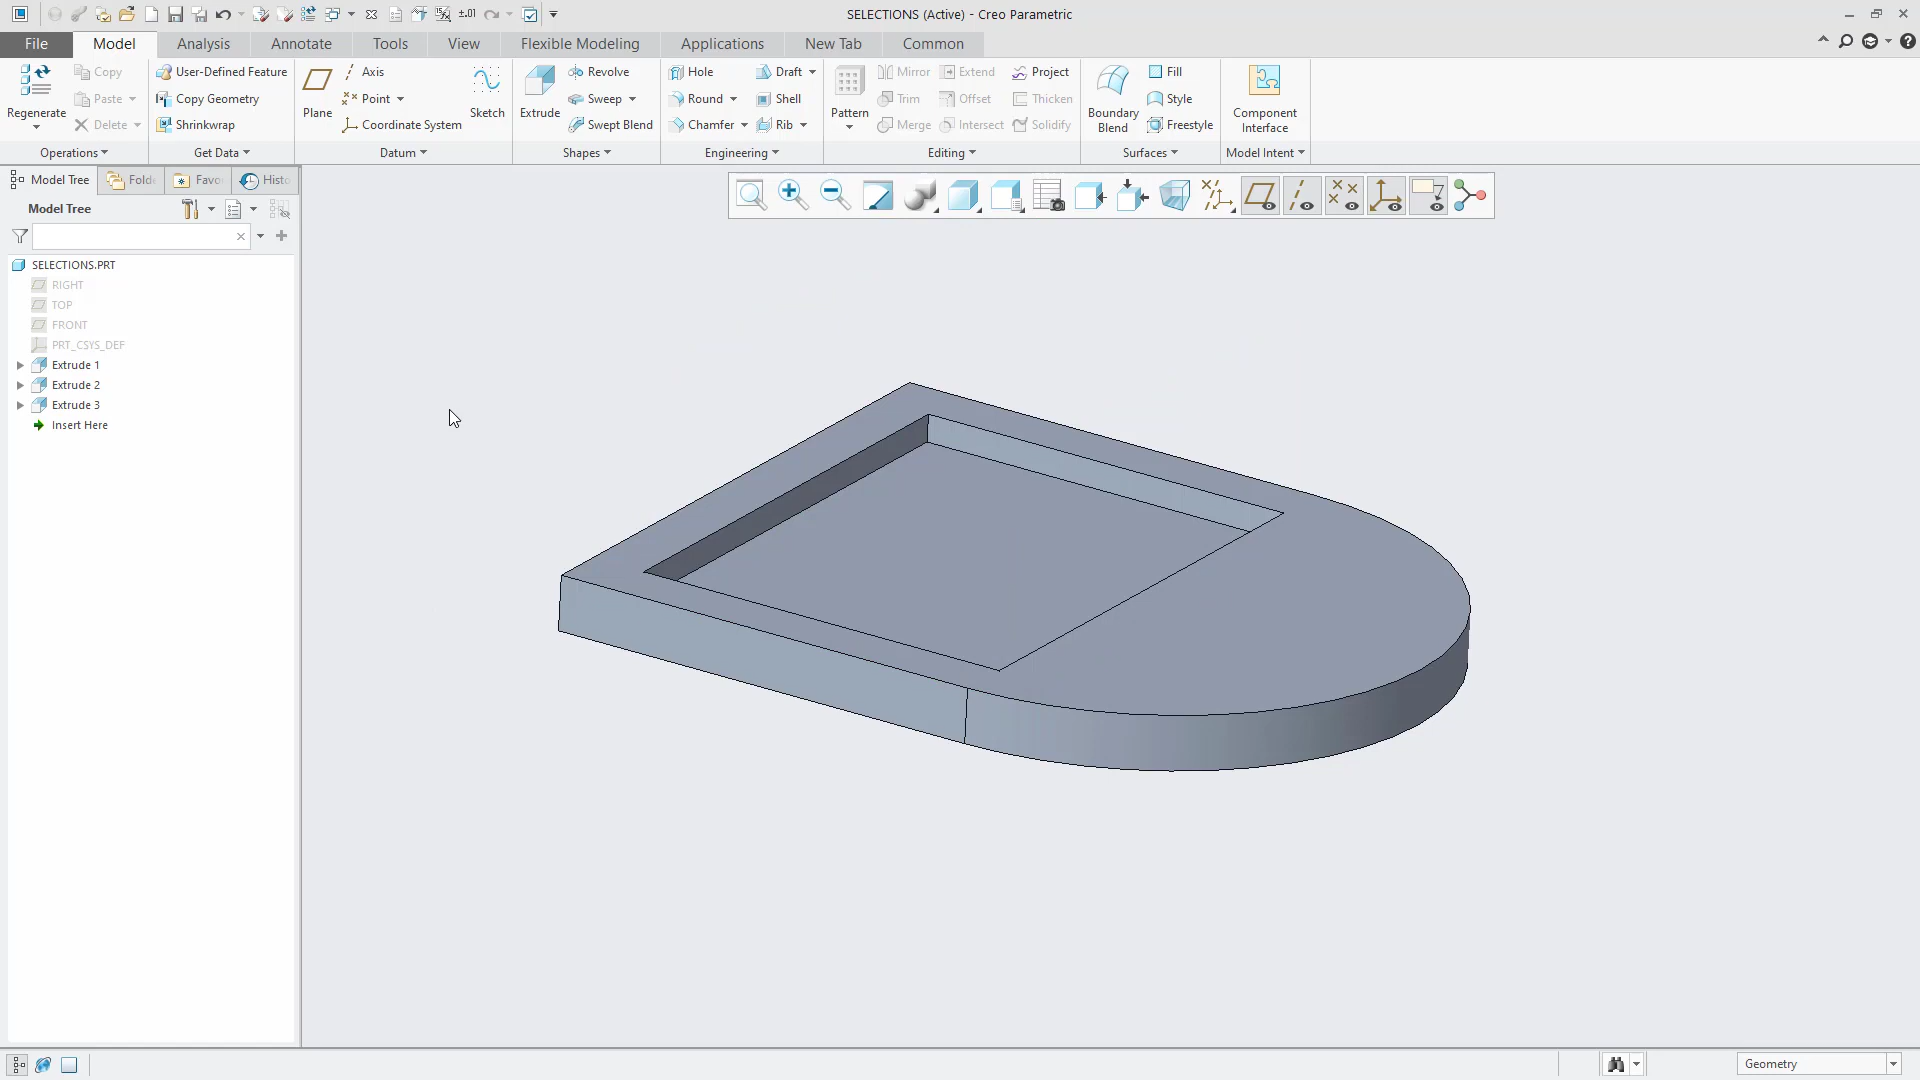 SELECTIONS (Active) - Creo Parametric
File Model Analysis Annotate Tools View Flexible Modeling Applications New Tab Common
Regenerate
Copy
Paste
Delete
Operations
User-Defined Feature
Copy Geometry
Shrinkwrap
Get Data
Plane
Axis
Point
Coordinate System
Sketch
Datum
Extrude
Revolve
Sweep
Swept Blend
Shapes
Hole
Round
Chamfer
Draft
Shell
Rib
Engineering
Pattern
Mirror
Trim
Merge
Extend
Offset
Intersect
Project
Thicken
Solidify
Editing
Boundary
Blend
Fill
Style
Freestyle
Surfaces
Component
Interface
Model Intent
Model Tree Fold Favo Histo
Model Tree
SELECTIONS.PRT
RIGHT
TOP
FRONT
PRT_CSYS_DEF
Extrude 1
Extrude 2
Extrude 3
Insert Here
Geometry